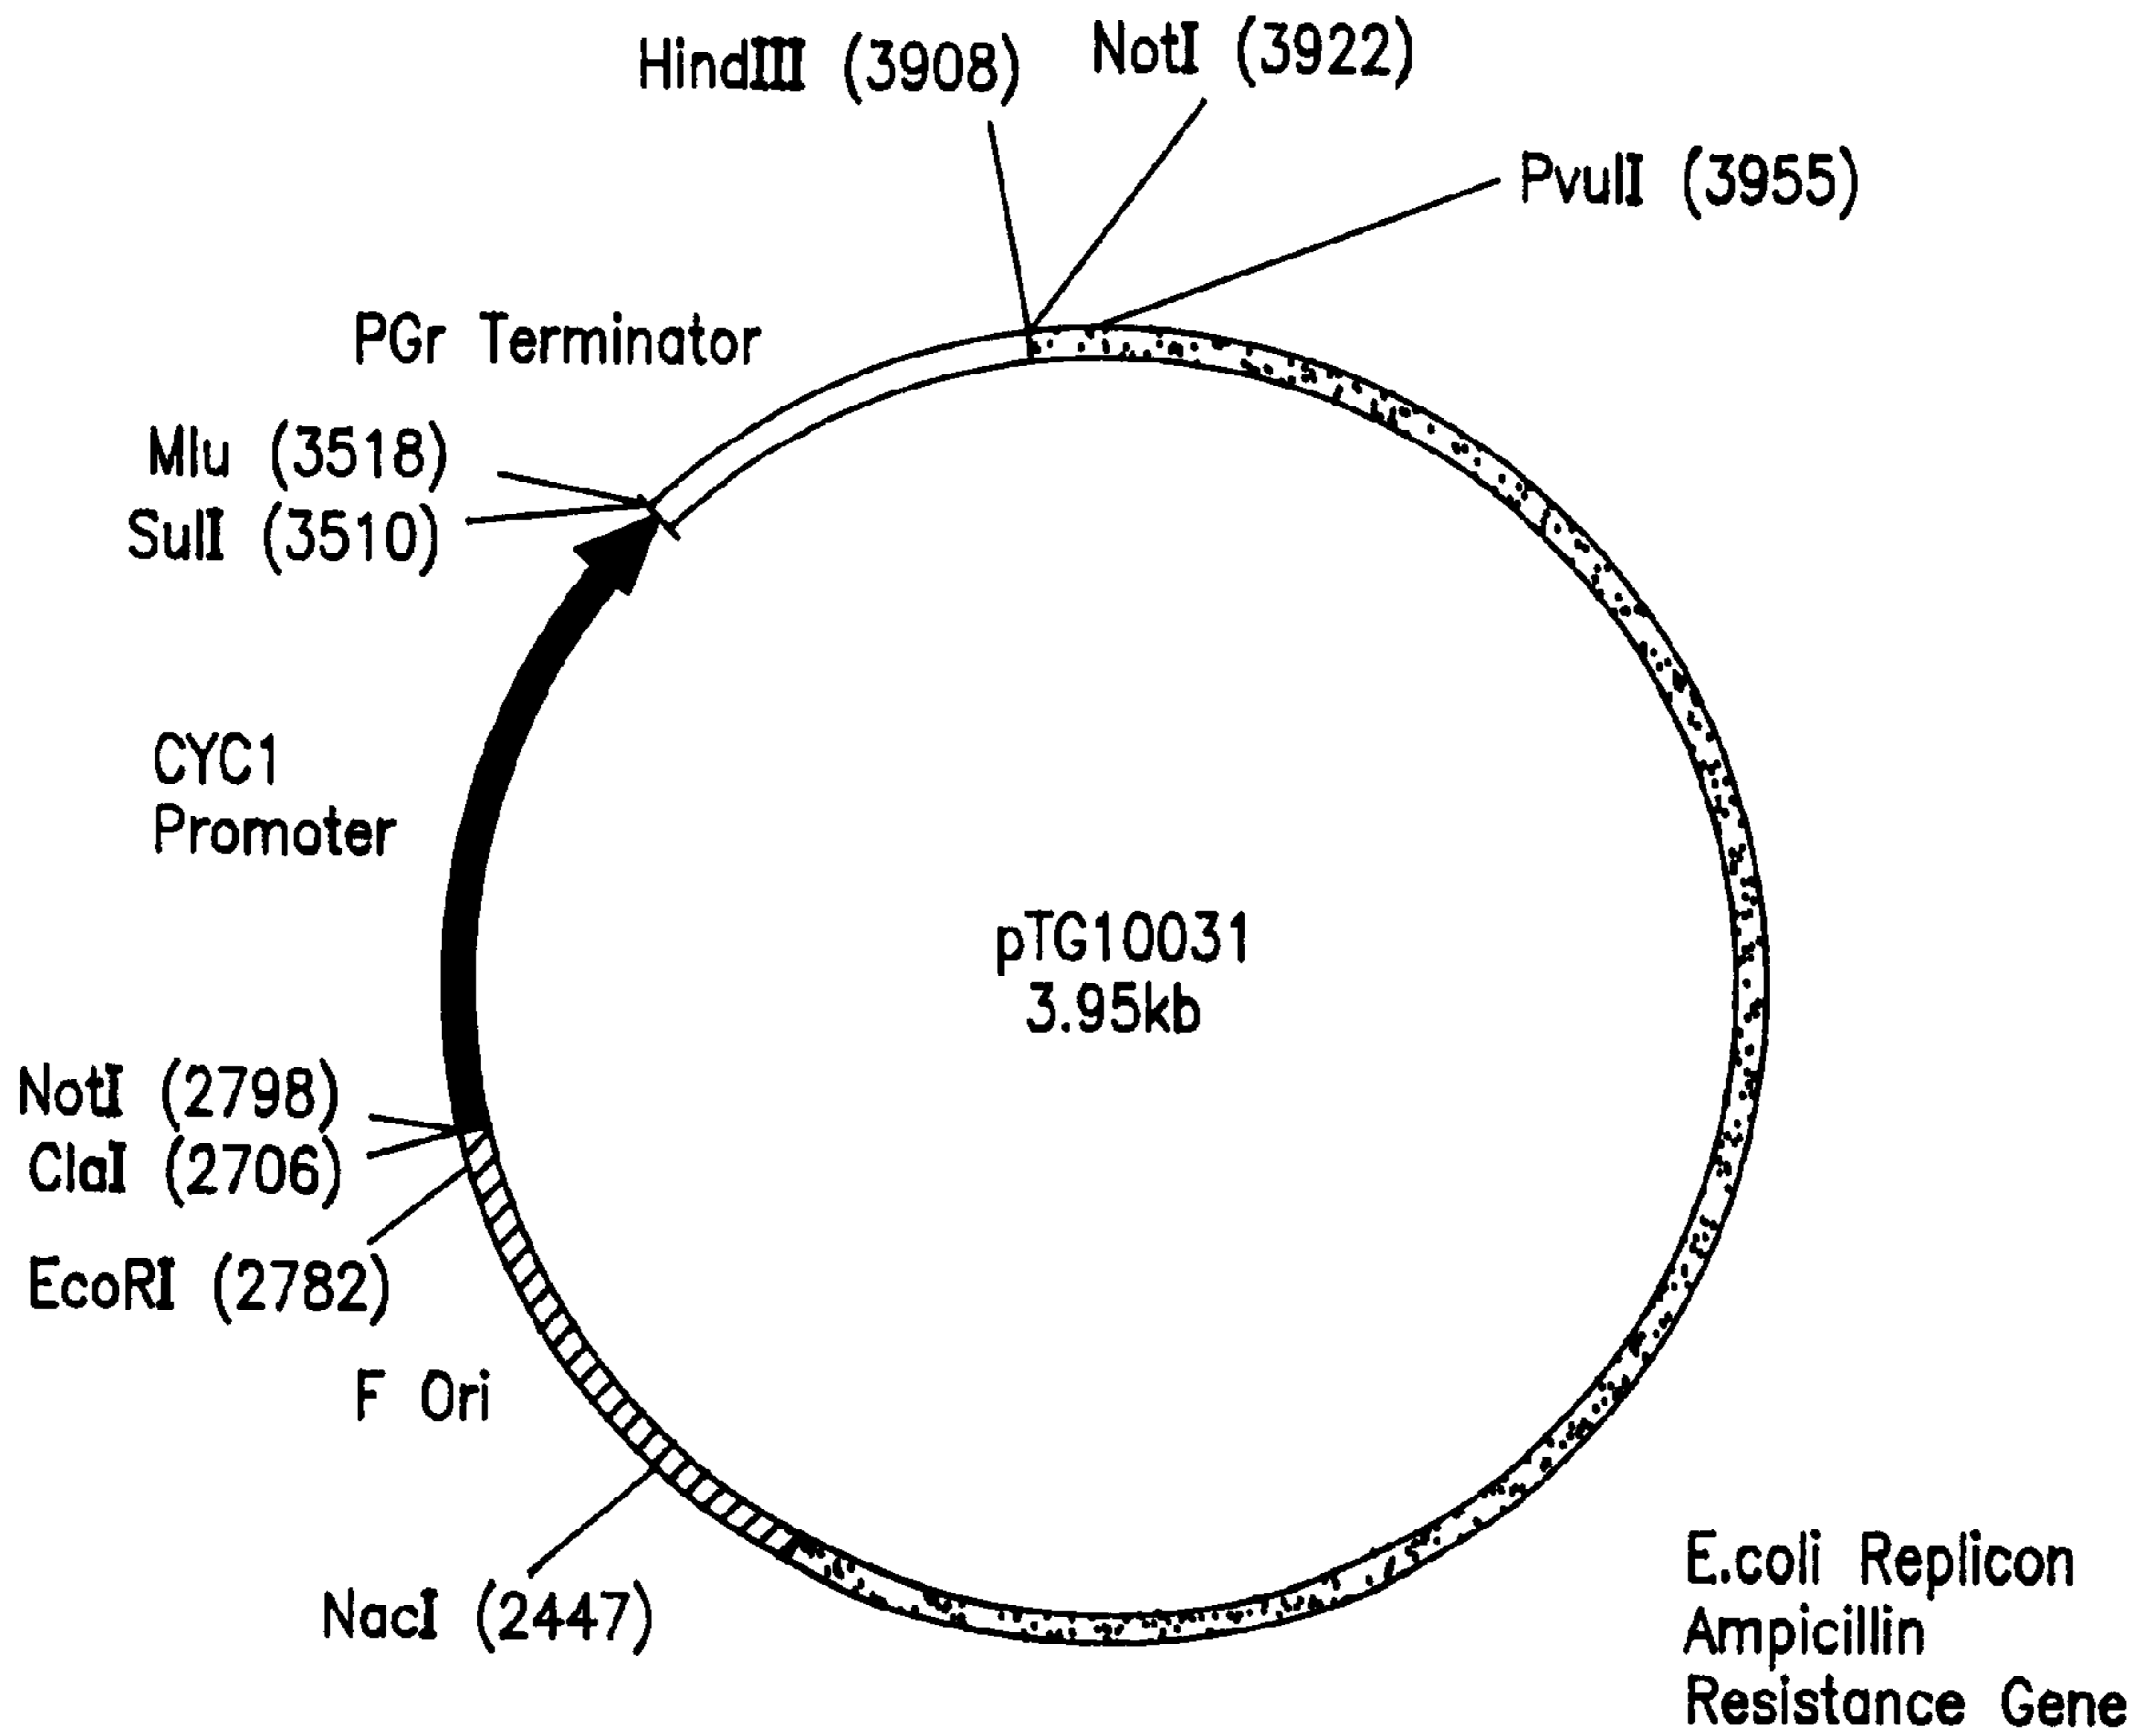 HindIII (3908)
NotI (3922)
PvulI (3955)
PGr Terminator
Mlu (3518)
SulI (3510)
CYC1
Promoter
pTG10031
3.95kb
NotI (2798)
ClaI (2706)
EcoRI (2782)
F Ori
NacI (2447)
E.coli Replicon
Ampicillin
Resistance Gene